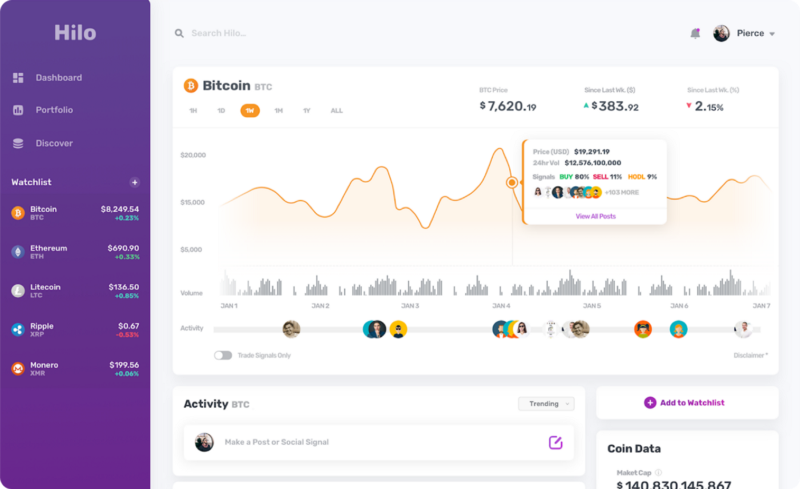 Hilo
Search Hilo...
Pierce
Dashboard
Portfolio
Discover
Watchlist
Bitcoin $8,249.54
BTC +0.23%
Ethereum $690.90
ETH +0.33%
Litecoin $136.50
LTC +0.85%
Ripple $0.67
XRP -0.53%
Monero $199.56
XMR +0.06%
Bitcoin BTC
1H 1D 1W 1M 1Y ALL
BTC Price
$7,620.19
Since Last Wk. ($)
$383.92
Since Last Wk. (%)
2.15%
$20,000
$15,000
$5,000
Price (USD) $19,291.19
24hr Vol $12,576,100,000
Signals BUY 80% SELL 11% HODL 9%
+103 MORE
View All Posts
Volume
JAN 1 JAN 2 JAN 3 JAN 4 JAN 5 JAN 6 JAN 7
Activity
Trade Signals Only
Disclaimer*
Activity BTC
Trending
Make a Post or Social Signal
Add to Watchlist
Coin Data
Maket Cap
$140,830,145,867